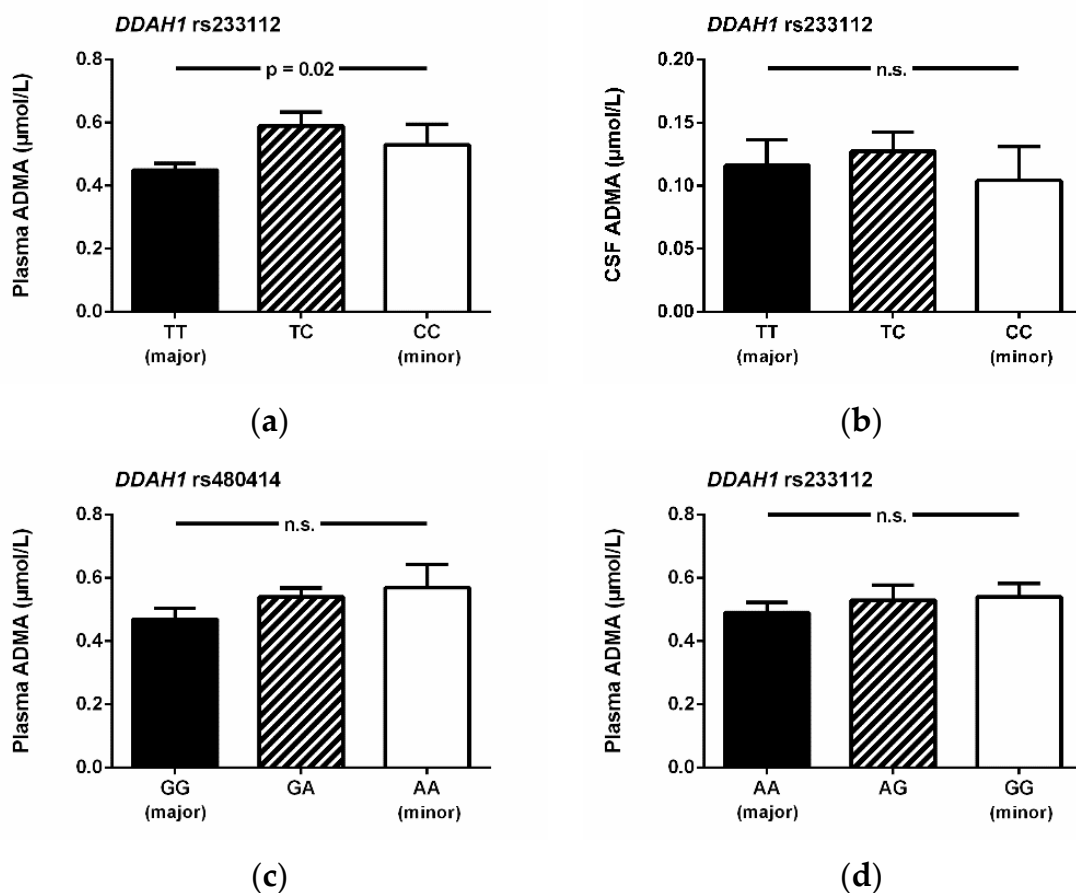 DDAH1 rs233112
Plasma ADMA (µmol/L)
0.8
0.6
0.4
0.2
0.0
p = 0.02
TT TC CC
(major) (minor)
(a)
DDAH1 rs233112
CSF ADMA (µmol/L)
0.20
0.15
0.10
0.05
0.00
n.s.
TT TC CC
(major) (minor)
(b)
DDAH1 rs480414
Plasma ADMA (µmol/L)
0.8
0.6
0.4
0.2
0.0
n.s.
GG GA AA
(major) (minor)
(c)
DDAH1 rs233112
Plasma ADMA (µmol/L)
0.8
0.6
0.4
0.2
0.0
n.s.
AA AG GG
(major) (minor)
(d)